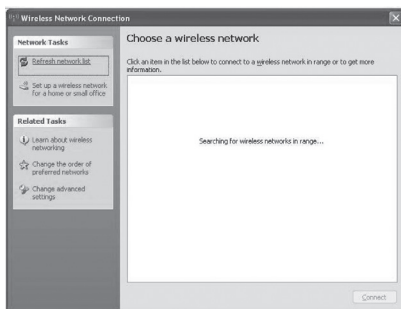 Wireless Network Connection
Network Tasks
Refresh network list
Set up a wireless network
for a home or small office
Related Tasks
Learn about wireless
networking
Change the order of
preferred networks
Change advanced
settings
Choose a wireless network
Click an item in the list below to connect to a wireless network in range or to get more
information.
Searching for wireless networks in range...
Connect